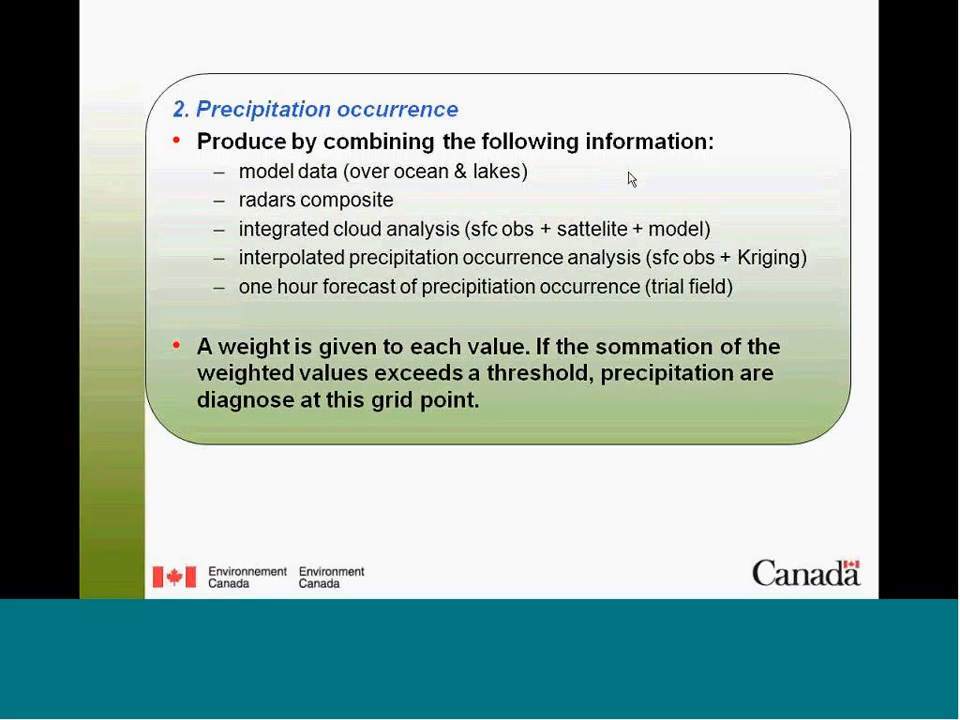 2. Precipitation occurrence
• Produce by combining the following information:
– model data (over ocean & lakes)
– radars composite
– integrated cloud analysis (sfc obs + sattelite + model)
– interpolated precipitation occurrence analysis (sfc obs + Kriging)
– one hour forecast of precipitiation occurrence (trial field)
• A weight is given to each value. If the sommation of the
weighted values exceeds a threshold, precipitation are
diagnose at this grid point.
Environnement Canada
Environment Canada
Canada